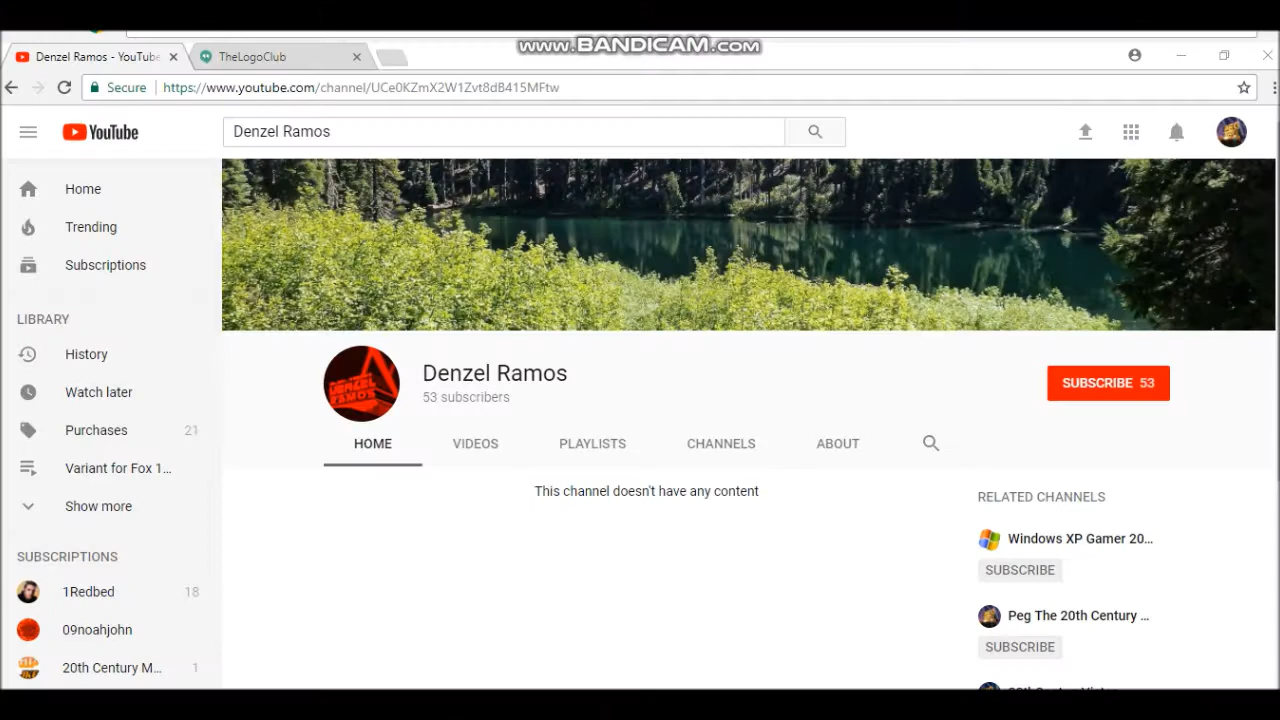 www.BANDICAM.com
Denzel Ramos - YouTube
TheLogoClub
Secure
https://www.youtube.com/channel/UCe0KZmX2W1Zvt8dB415MFtw
YouTube
Denzel Ramos
Home
Trending
Subscriptions
LIBRARY
History
Watch later
Purchases 21
Variant for Fox 1...
Show more
SUBSCRIPTIONS
1Redbed 18
09noahjohn
20th Century M... 1
DENZEL
RAMOS
Denzel Ramos
53 subscribers
SUBSCRIBE 53
HOME VIDEOS PLAYLISTS CHANNELS ABOUT
This channel doesn't have any content
RELATED CHANNELS
Windows XP Gamer 20...
SUBSCRIBE
Peg The 20th Century ...
SUBSCRIBE